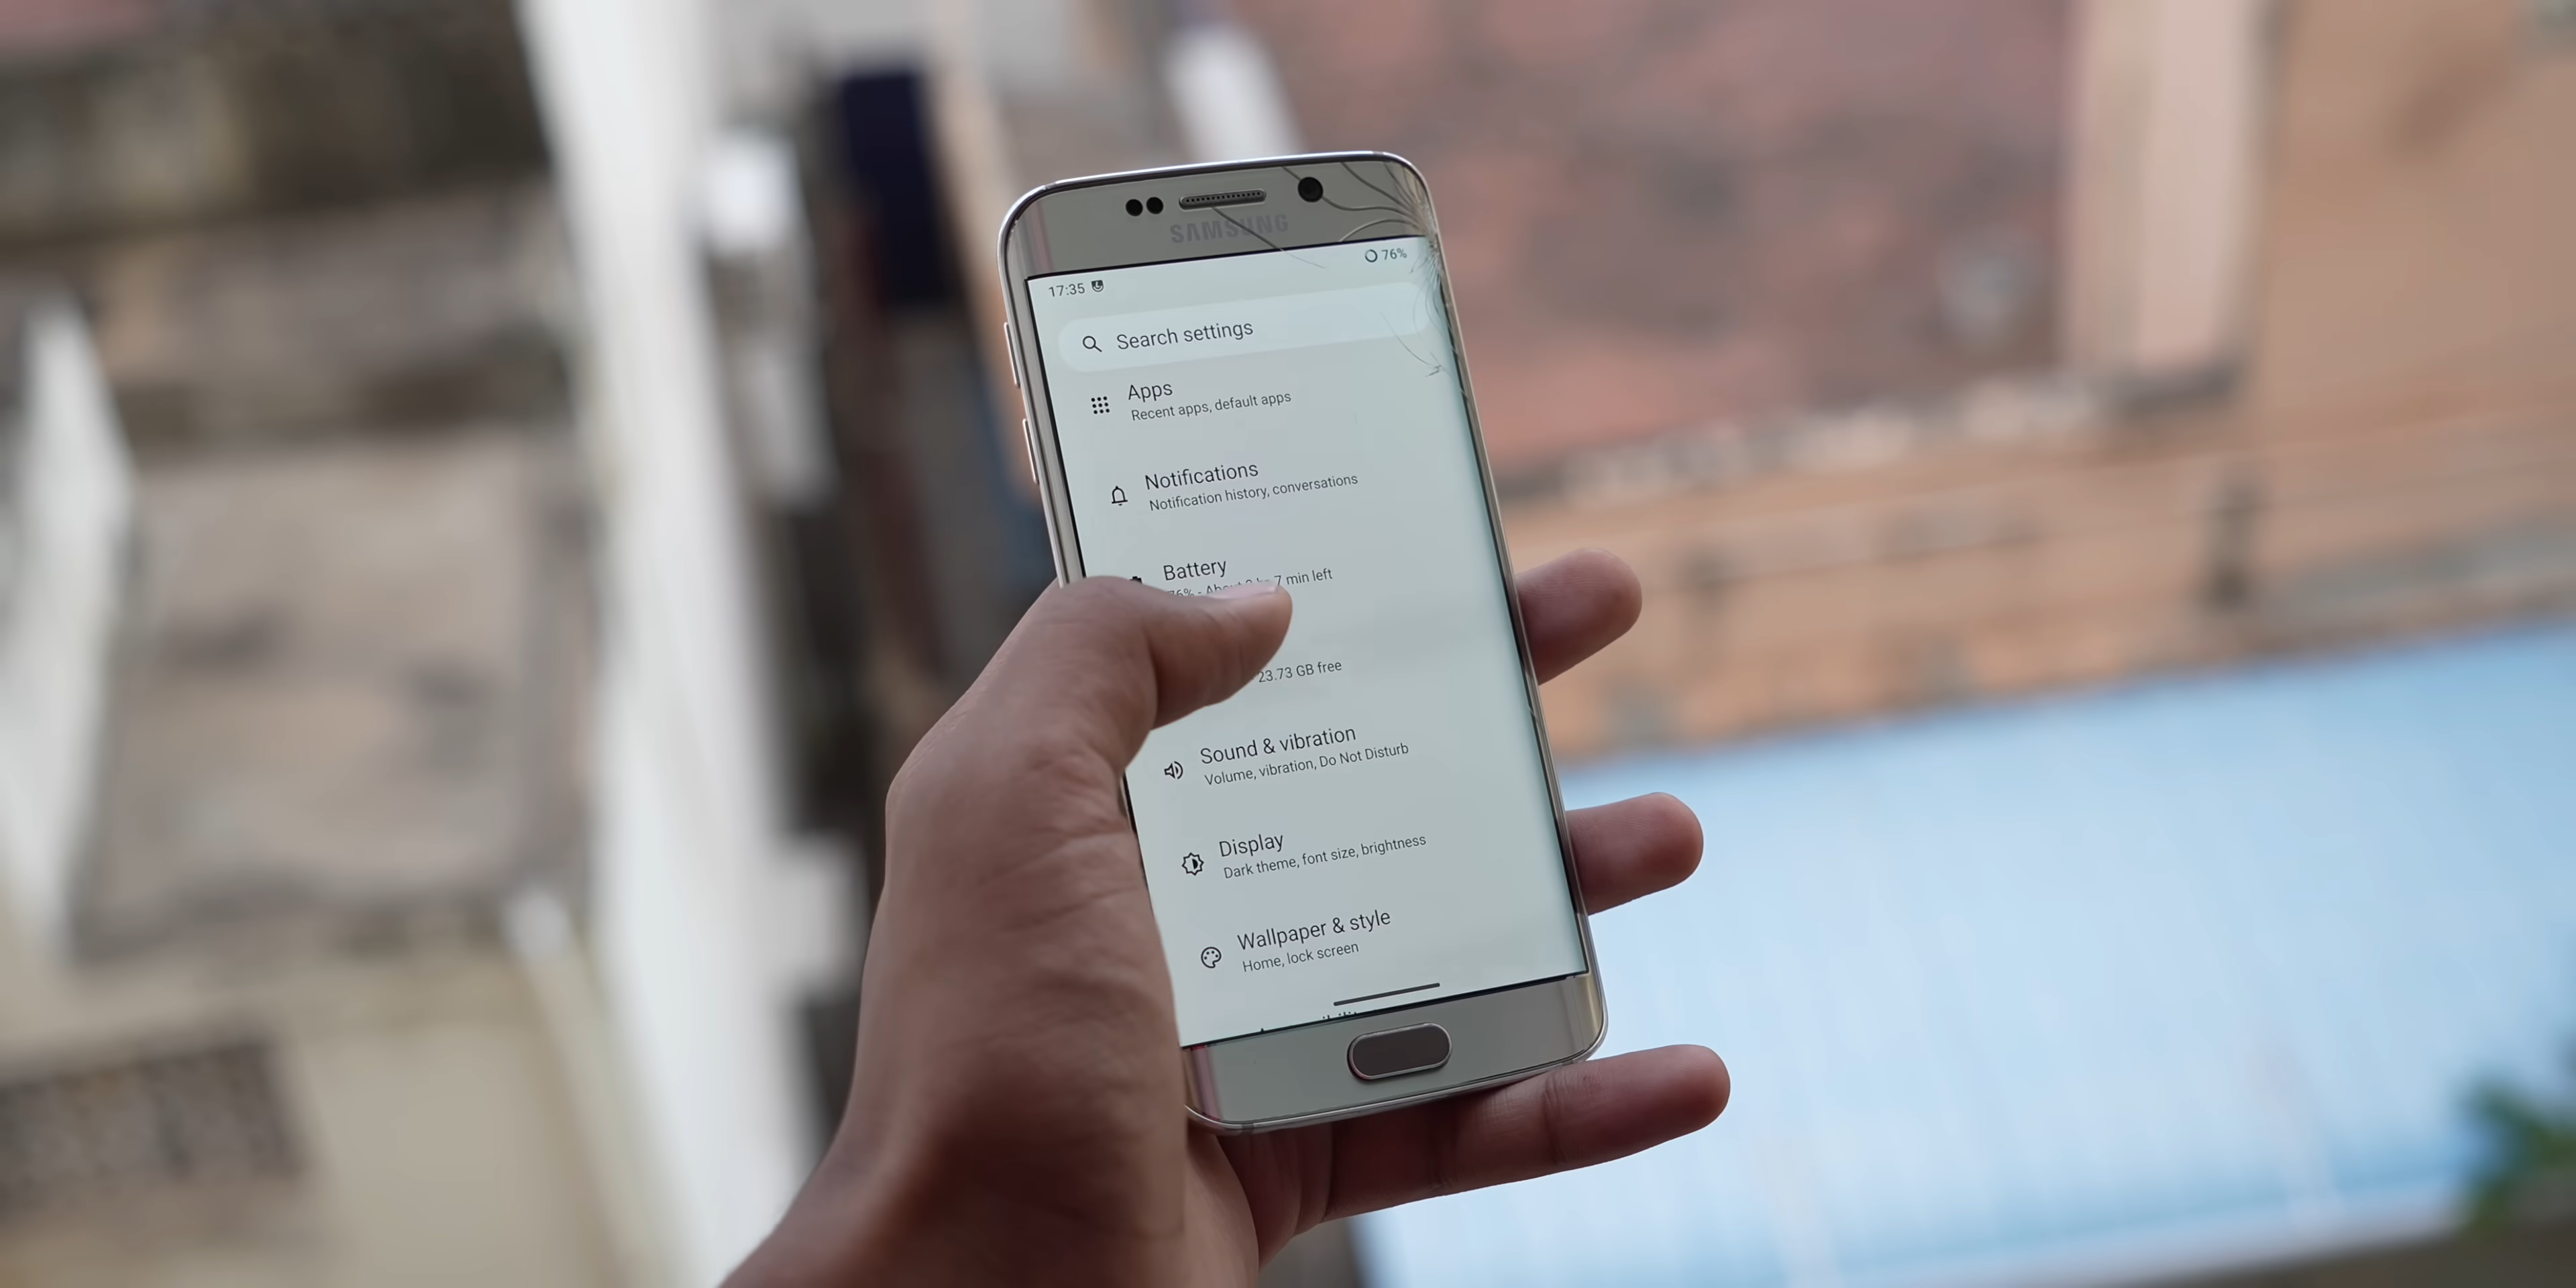 SAMSUNG
76%
17:35
Search settings
Apps
Recent apps, default apps
Notifications
Notification history, conversations
Battery
76% - About 7 min left
23.73 GB free
Sound & vibration
Volume, vibration, Do Not Disturb
Display
Dark theme, font size, brightness
Wallpaper & style
Home, lock screen